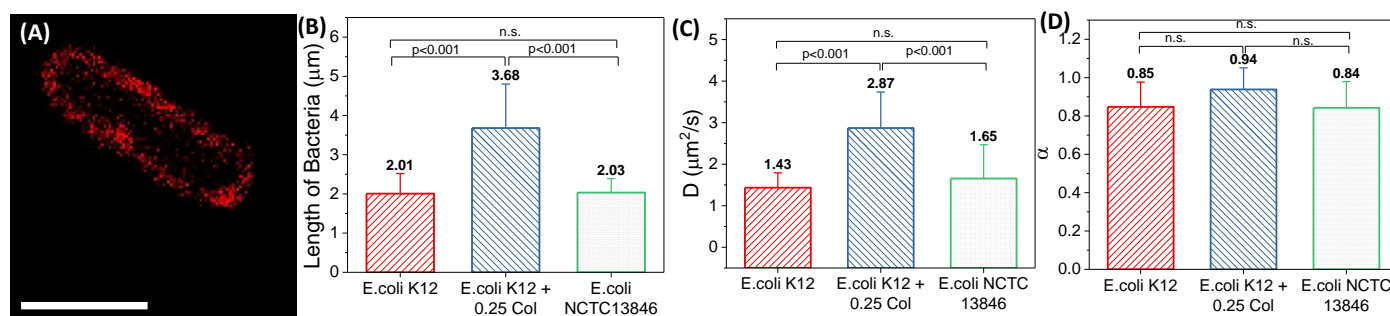 (A)
(B)
Length of Bacteria (μm)
6
5
4
3
2
1
0
n.s.
p<0.001
p<0.001
2.01
3.68
2.03
E.coli K12
E.coli K12 +
0.25 Col
E.coli
NCTC13846
(C)
D (μm²/s)
5
4
3
2
1
0
n.s.
p<0.001
p<0.001
1.43
2.87
1.65
E.coli K12
E.coli K12 +
0.25 Col
E.coli NCTC
13846
(D)
α
1.2
1.0
0.8
0.6
0.4
0.2
0.0
n.s.
n.s.
n.s.
0.85
0.94
0.84
E.coli K12
E.coli K12 +
0.25 Col
E.coli NCTC
13846